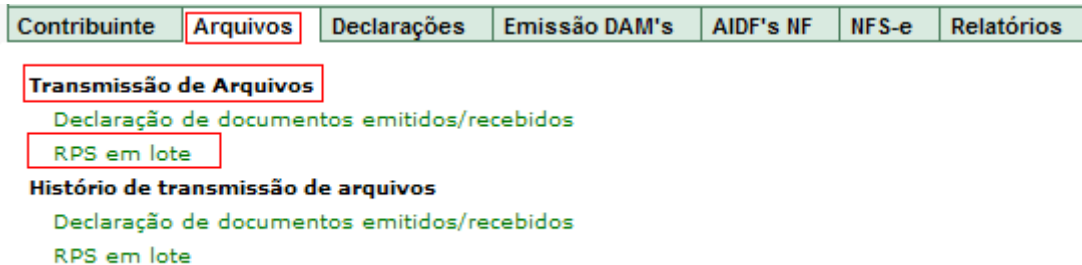 Contribuinte Arquivos Declarações Emissão DAM's AIDF's NF NFS-e Relatórios
Transmissão de Arquivos
Declaração de documentos emitidos/recebidos
RPS em lote
Histório de transmissão de arquivos
Declaração de documentos emitidos/recebidos
RPS em lote